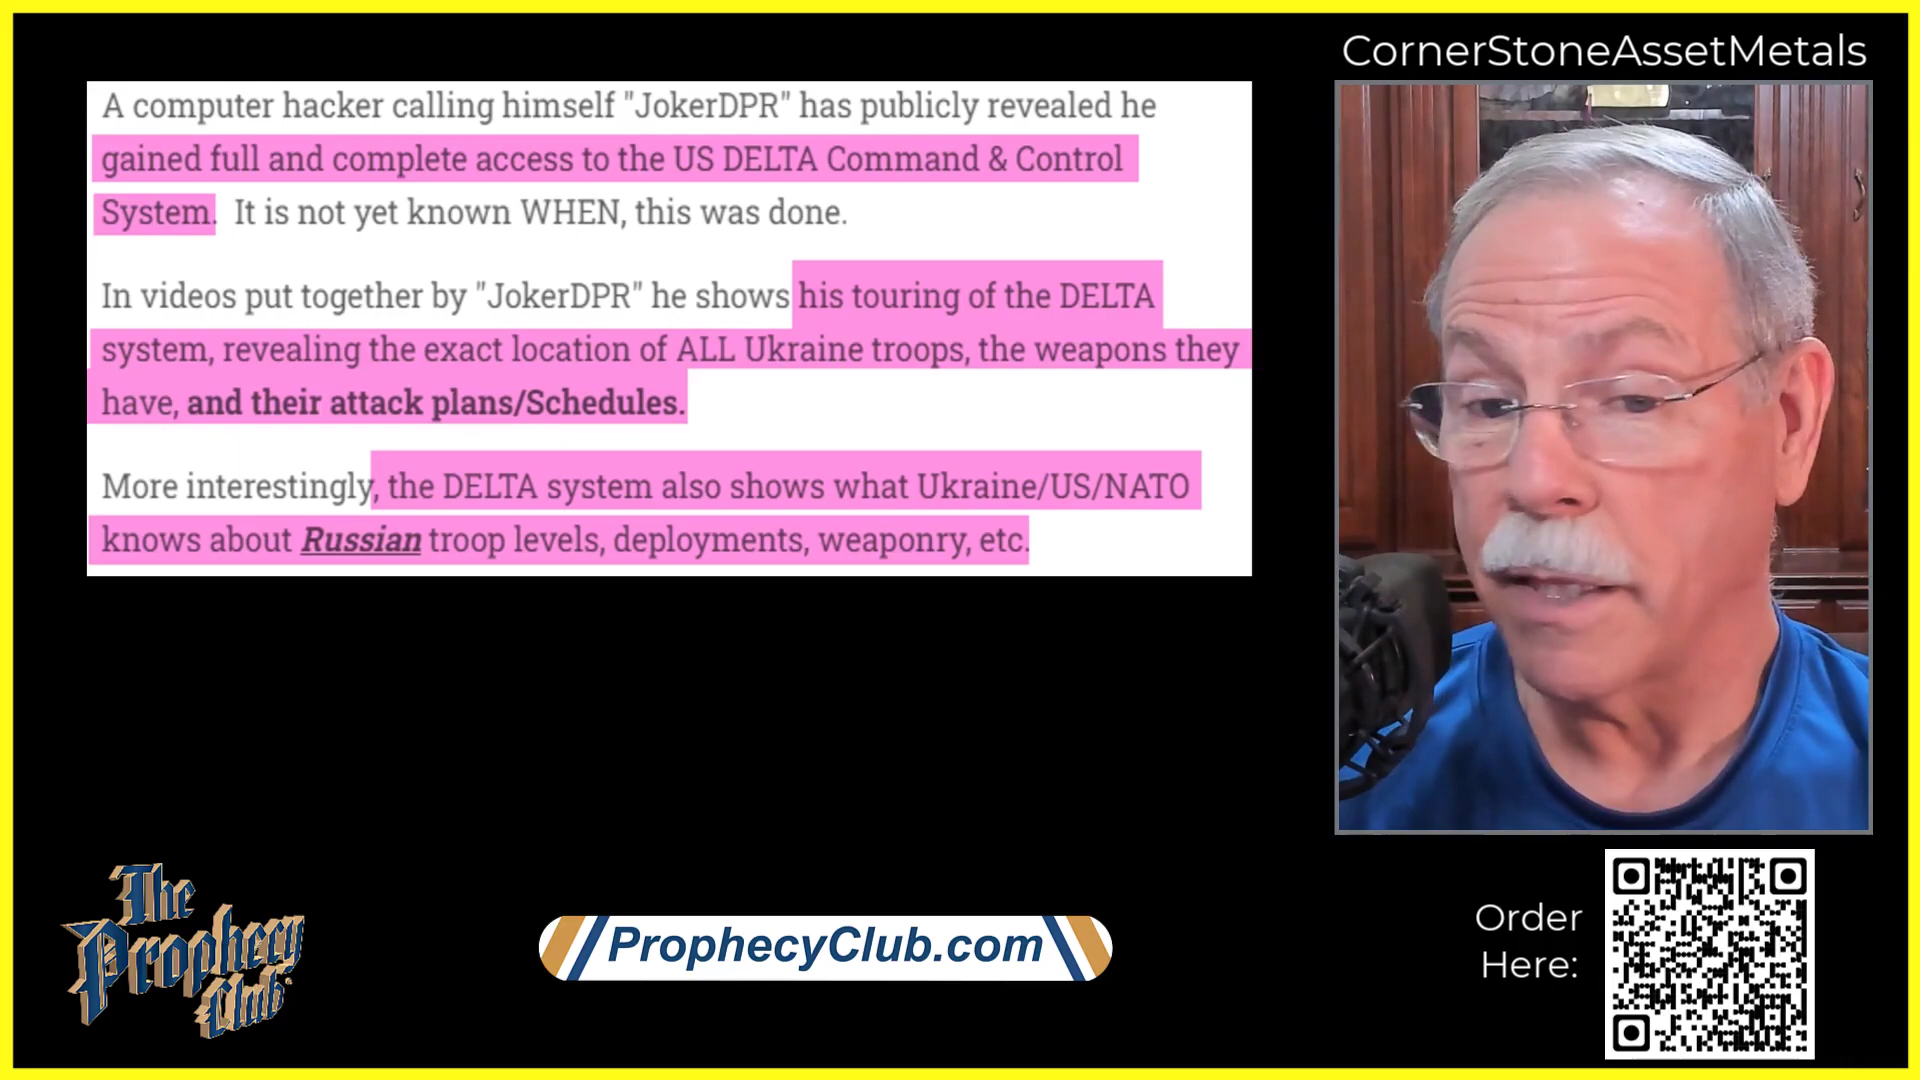 CornerStoneAssetMetals
A computer hacker calling himself "JokerDPR" has publicly revealed he
gained full and complete access to the US DELTA Command & Control
System.  It is not yet known WHEN, this was done.
In videos put together by "JokerDPR" he shows his touring of the DELTA
system, revealing the exact location of ALL Ukraine troops, the weapons they
have, and their attack plans/Schedules.
More interestingly, the DELTA system also shows what Ukraine/US/NATO
knows about Russian troop levels, deployments, weaponry, etc.
The
Prophecy
Club
ProphecyClub.com
Order
Here: